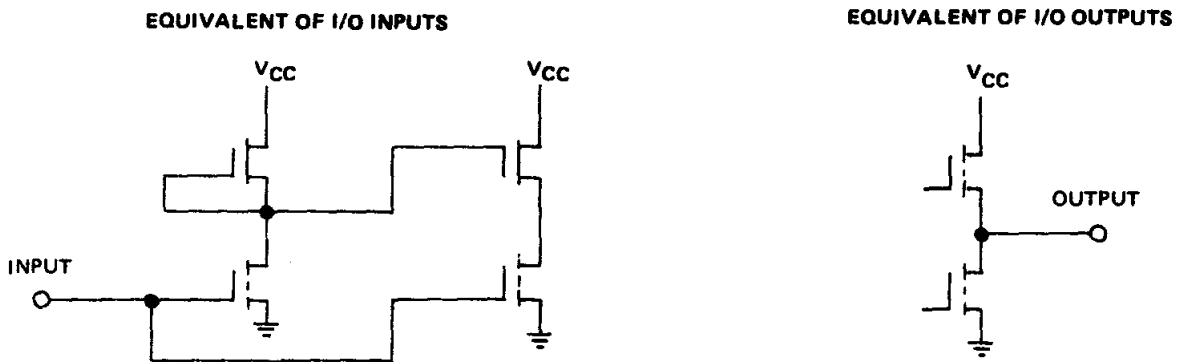 EQUIVALENT OF I/O INPUTS
EQUIVALENT OF I/O OUTPUTS
VCC
VCC
VCC
INPUT
OUTPUT